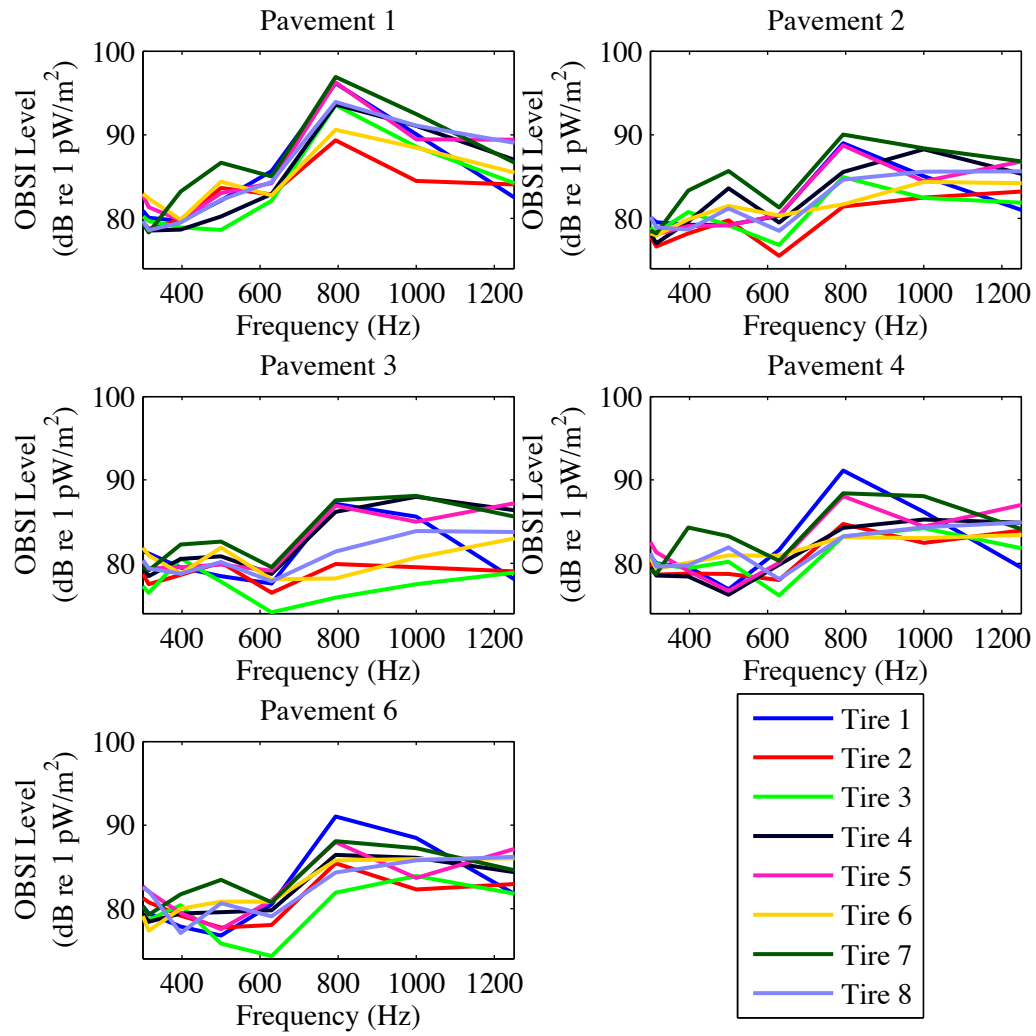 Pavement 1
100
90
80
400 600 800 1000 1200
Frequency (Hz)
OBSI Level
(dB re 1 pW/m²)
Pavement 2
100
90
80
400 600 800 1000 1200
Frequency (Hz)
OBSI Level
(dB re 1 pW/m²)
Pavement 3
100
90
80
400 600 800 1000 1200
Frequency (Hz)
OBSI Level
(dB re 1 pW/m²)
Pavement 4
100
90
80
400 600 800 1000 1200
Frequency (Hz)
OBSI Level
(dB re 1 pW/m²)
Pavement 6
100
90
80
400 600 800 1000 1200
Frequency (Hz)
OBSI Level
(dB re 1 pW/m²)
Tire 1
Tire 2
Tire 3
Tire 4
Tire 5
Tire 6
Tire 7
Tire 8